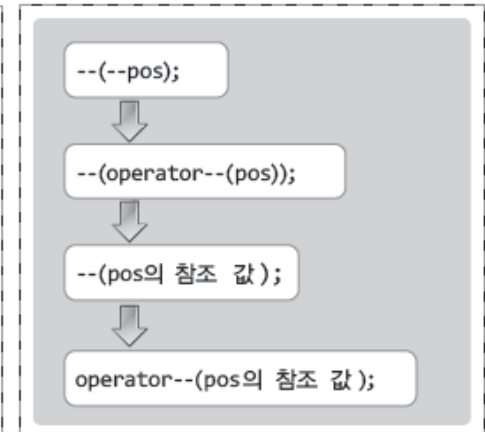 --(--pos);
--(operator--(pos));
--(pos의 참조 값);
operator--(pos의 참조 값);